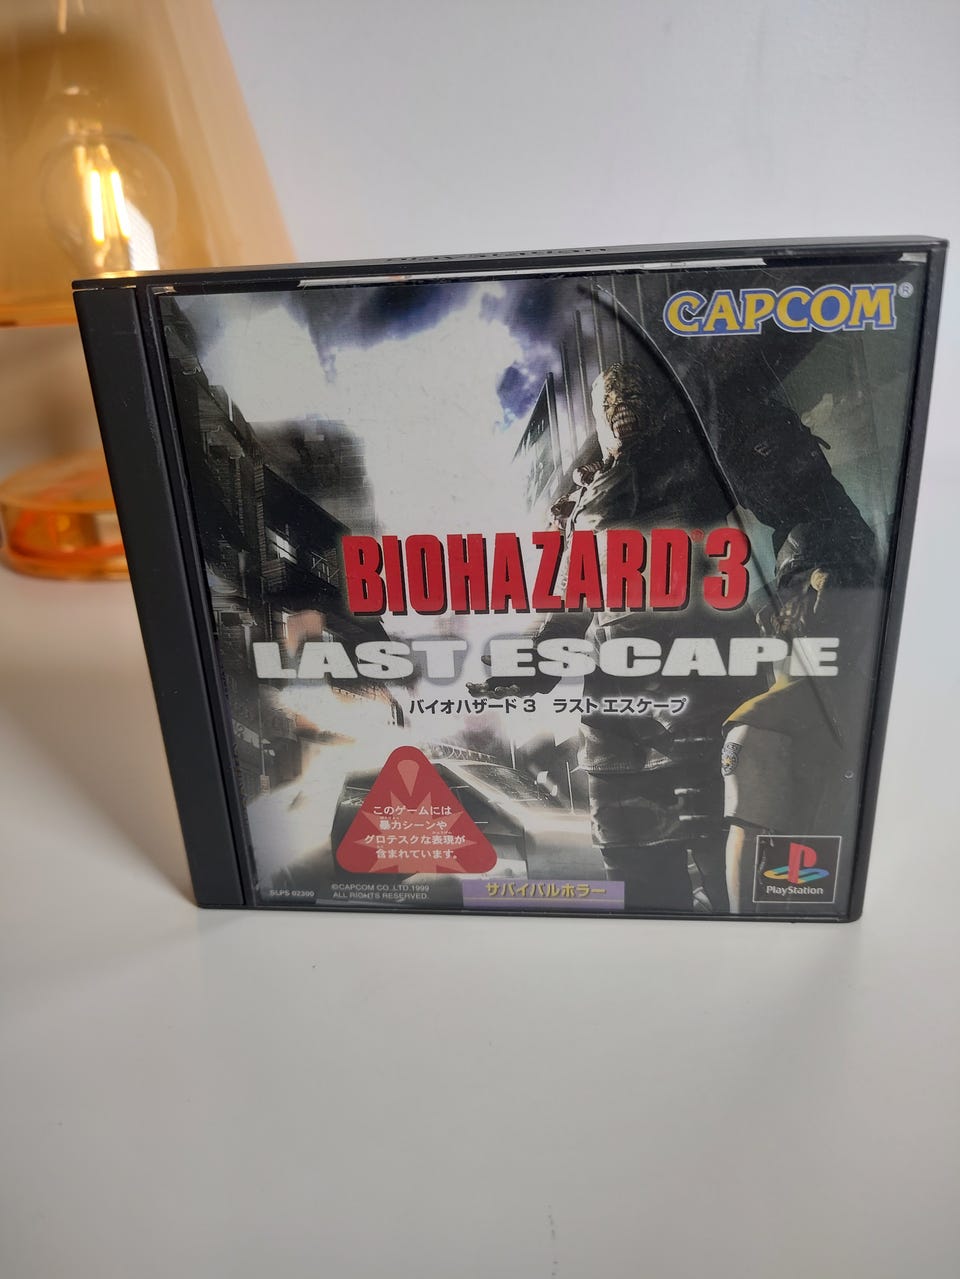 CAPCOM®
BIOHAZARD® 3
LAST ESCAPE
バイオハザード 3 ラスト エスケープ
このゲームには
暴力シーンや
グロテスクな表現が
含まれています。
SLPS 02300
©CAPCOM CO.,LTD.1999
ALL RIGHTS RESERVED.
サバイバルホラー
PlayStation